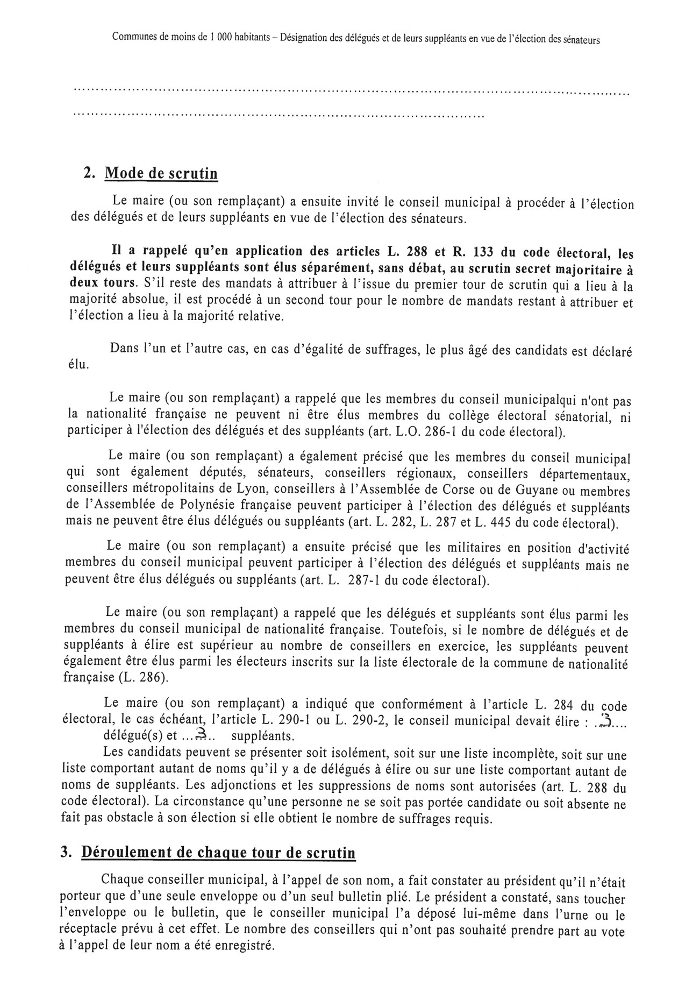 Communes de moins de 1 000 habitants – Désignation des délégués et de leurs suppléants en vue de l’élection des sénateurs
2. Mode de scrutin
Le maire (ou son remplaçant) a ensuite invité le conseil municipal à procéder à l’élection
des délégués et de leurs suppléants en vue de l’élection des sénateurs.
Il a rappelé qu’en application des articles L. 288 et R. 133 du code électoral, les
délégués et leurs suppléants sont élus séparément, sans débat, au scrutin secret majoritaire à
deux tours. S’il reste des mandats à attribuer à l’issue du premier tour de scrutin qui a lieu à la
majorité absolue, il est procédé à un second tour pour le nombre de mandats restant à attribuer et
l’élection a lieu à la majorité relative.
Dans l’un et l’autre cas, en cas d’égalité de suffrages, le plus âgé des candidats est déclaré
élu.
Le maire (ou son remplaçant) a rappelé que les membres du conseil municipalqui n'ont pas
la nationalité française ne peuvent ni être élus membres du collège électoral sénatorial, ni
participer à l'élection des délégués et des suppléants (art. L.O. 286-1 du code électoral).
Le maire (ou son remplaçant) a également précisé que les membres du conseil municipal
qui sont également députés, sénateurs, conseillers régionaux, conseillers départementaux,
conseillers métropolitains de Lyon, conseillers à l’Assemblée de Corse ou de Guyane ou membres
de l’Assemblée de Polynésie française peuvent participer à l’élection des délégués et suppléants
mais ne peuvent être élus délégués ou suppléants (art. L. 282, L. 287 et L. 445 du code électoral).
Le maire (ou son remplaçant) a ensuite précisé que les militaires en position d'activité
membres du conseil municipal peuvent participer à l’élection des délégués et suppléants mais ne
peuvent être élus délégués ou suppléants (art. L. 287-1 du code électoral).
Le maire (ou son remplaçant) a rappelé que les délégués et suppléants sont élus parmi les
membres du conseil municipal de nationalité française. Toutefois, si le nombre de délégués et de
suppléants à élire est supérieur au nombre de conseillers en exercice, les suppléants peuvent
également être élus parmi les électeurs inscrits sur la liste électorale de la commune de nationalité
française (L. 286).
Le maire (ou son remplaçant) a indiqué que conformément à l’article L. 284 du code
électoral, le cas échéant, l’article L. 290-1 ou L. 290-2, le conseil municipal devait élire : ..3....
délégué(s) et ...3... suppléants.
Les candidats peuvent se présenter soit isolément, soit sur une liste incomplète, soit sur une
liste comportant autant de noms qu’il y a de délégués à élire ou sur une liste comportant autant de
noms de suppléants. Les adjonctions et les suppressions de noms sont autorisées (art. L. 288 du
code électoral). La circonstance qu’une personne ne se soit pas portée candidate ou soit absente ne
fait pas obstacle à son élection si elle obtient le nombre de suffrages requis.
3. Déroulement de chaque tour de scrutin
Chaque conseiller municipal, à l’appel de son nom, a fait constater au président qu’il n’était
porteur que d’une seule enveloppe ou d’un seul bulletin plié. Le président a constaté, sans toucher
l’enveloppe ou le bulletin, que le conseiller municipal l’a déposé lui-même dans l’urne ou le
réceptacle prévu à cet effet. Le nombre des conseillers qui n’ont pas souhaité prendre part au vote
à l’appel de leur nom a été enregistré.